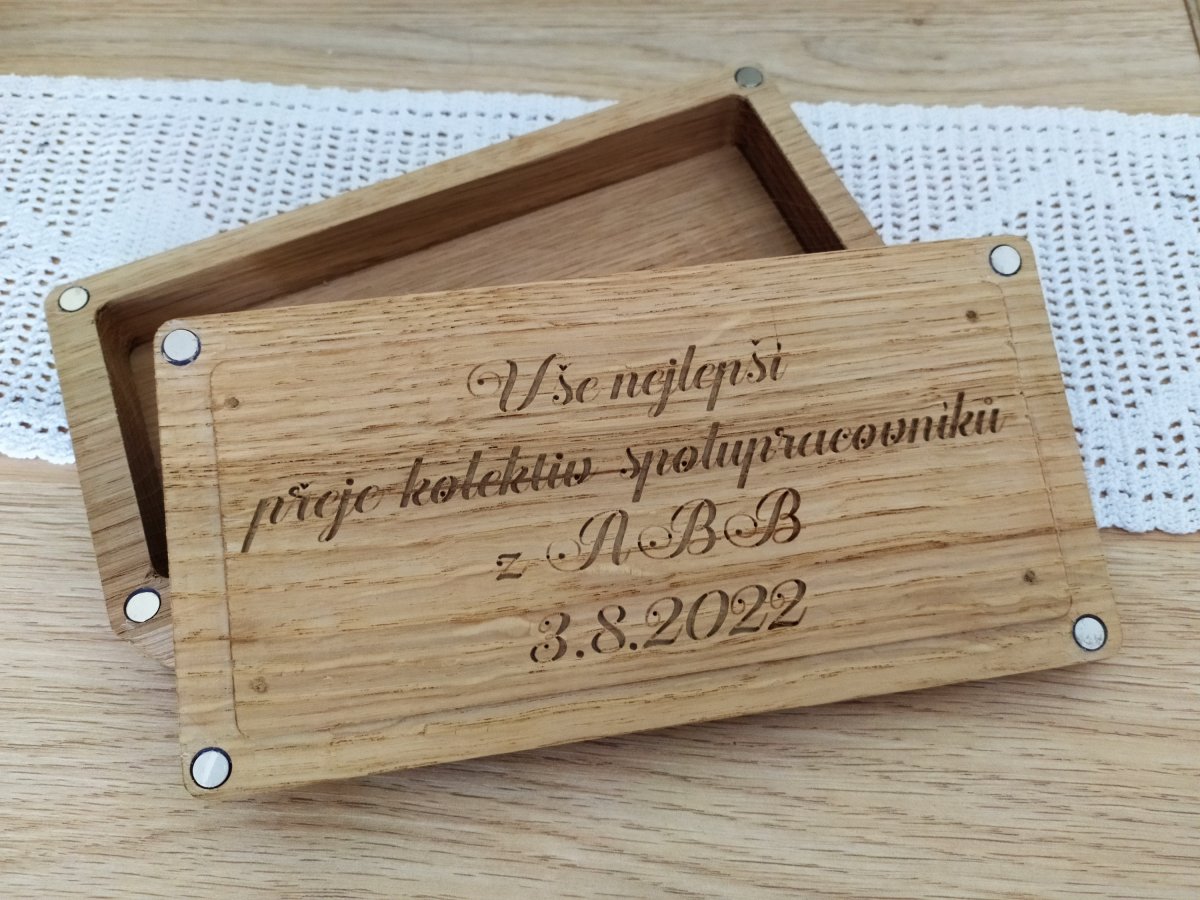 Vše nejlepší
přeje kolektiv spolupracovníků
z ABB
3.8.2022